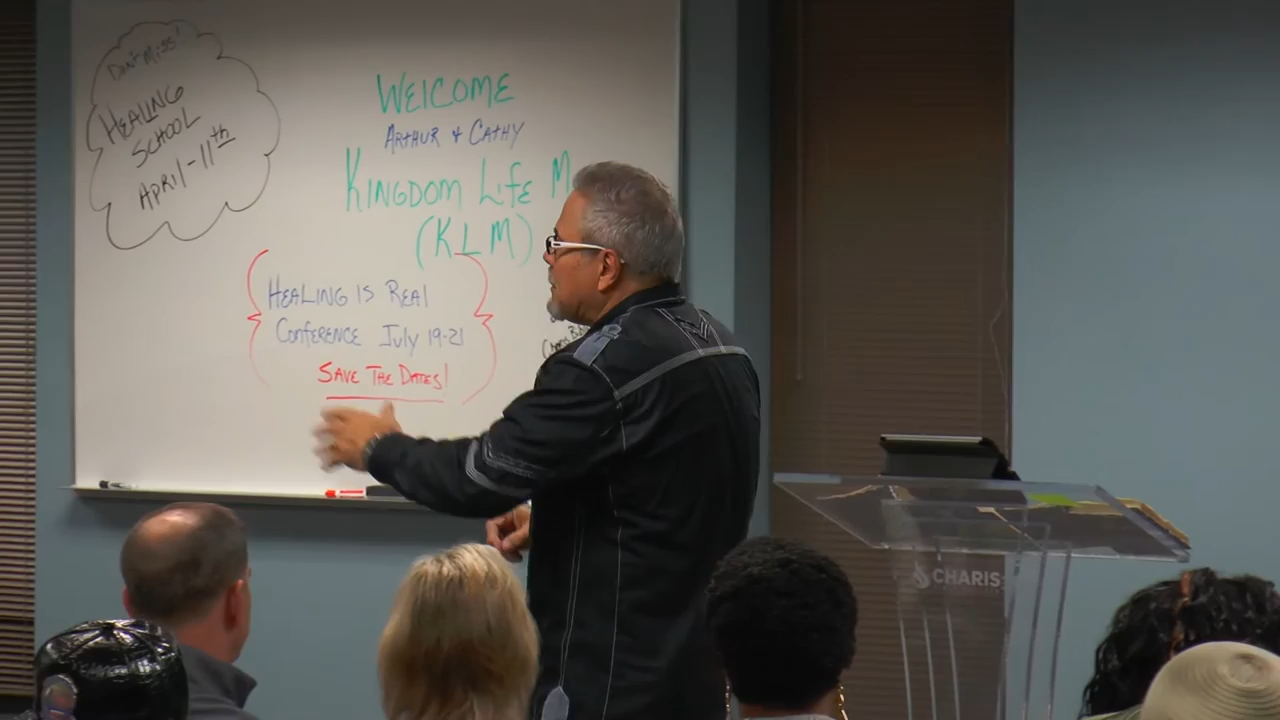 Don't Miss!
HEALING
SCHOOL
APRIL-11th
WELCOME
ARTHUR & CATHY
KINGDOM LIFE M
(KLM)
HEALING IS REAL
CONFERENCE July 19-21
SAVE THE DATES!
CHARIS